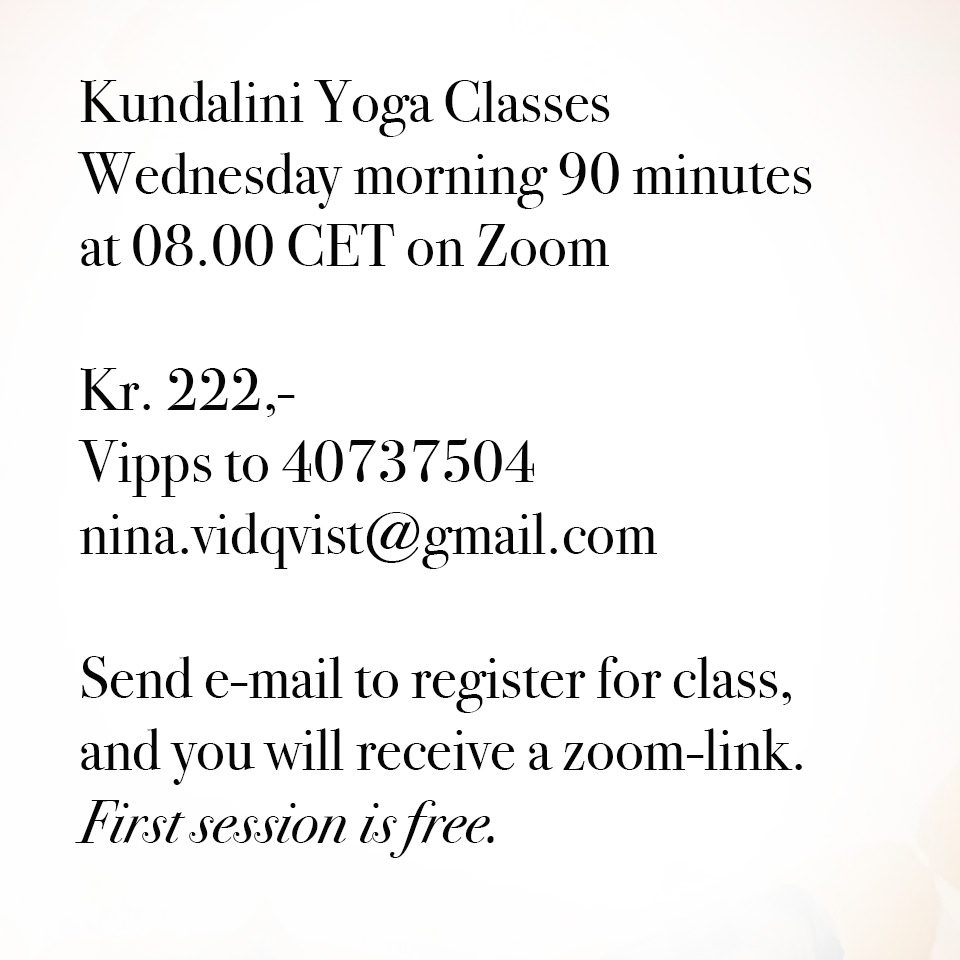 Kundalini Yoga Classes
Wednesday morning 90 minutes
at 08.00 CET on Zoom
Kr. 222,-
Vipps to 40737504
nina.vidqvist@gmail.com
Send e-mail to register for class,
and you will receive a zoom-link.
First session is free.